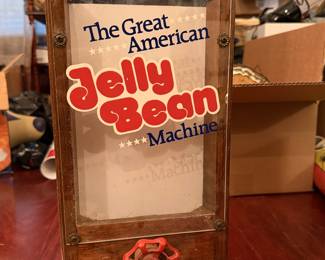 The Great
American
Jelly
Bean
Machine